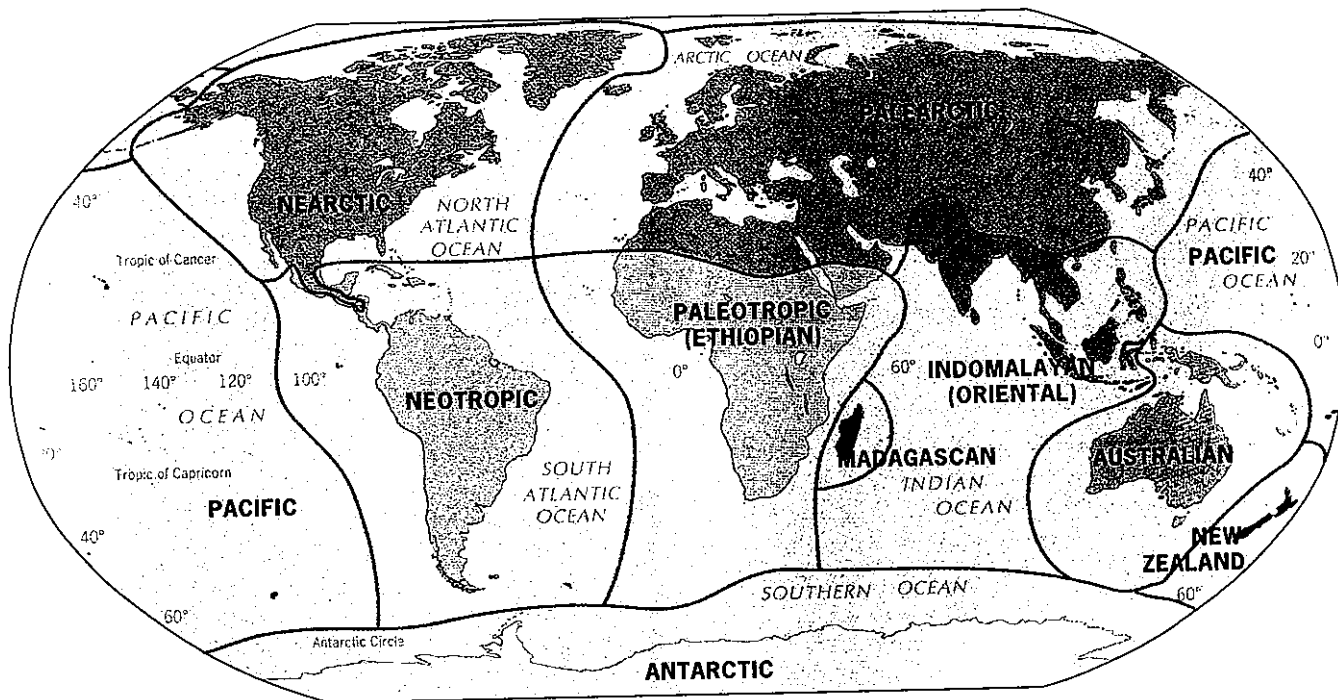 ARCTIC OCEAN
PALEARCTIC
NEARCTIC
NORTH
ATLANTIC
OCEAN
40°
40°
PACIFIC
PACIFIC
20°
OCEAN
Tropic of Cancer
PACIFIC
PALEOTROPIC
(ETHIOPIAN)
Equator
0°
0°
60°
INDOMALAYAN
(ORIENTAL)
160°
140°
120°
100°
OCEAN
NEOTROPIC
Tropic of Capricorn
MADAGASCAN
INDIAN
OCEAN
AUSTRALIAN
SOUTH
ATLANTIC
OCEAN
PACIFIC
40°
NEW
ZEALAND
60°
60°
SOUTHERN OCEAN
Antarctic Circle
ANTARCTIC